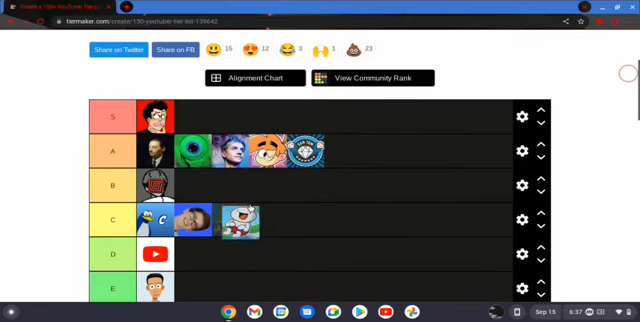 Create a 150+ YouTuber Tier L
tiermaker.com/create/150-youtuber-tier-list-139642
Share on Twitter
Share on FB
15
12
3
1
23
Alignment Chart
View Community Rank
S
A
B
C
C
D
E
Sep 15
6:37